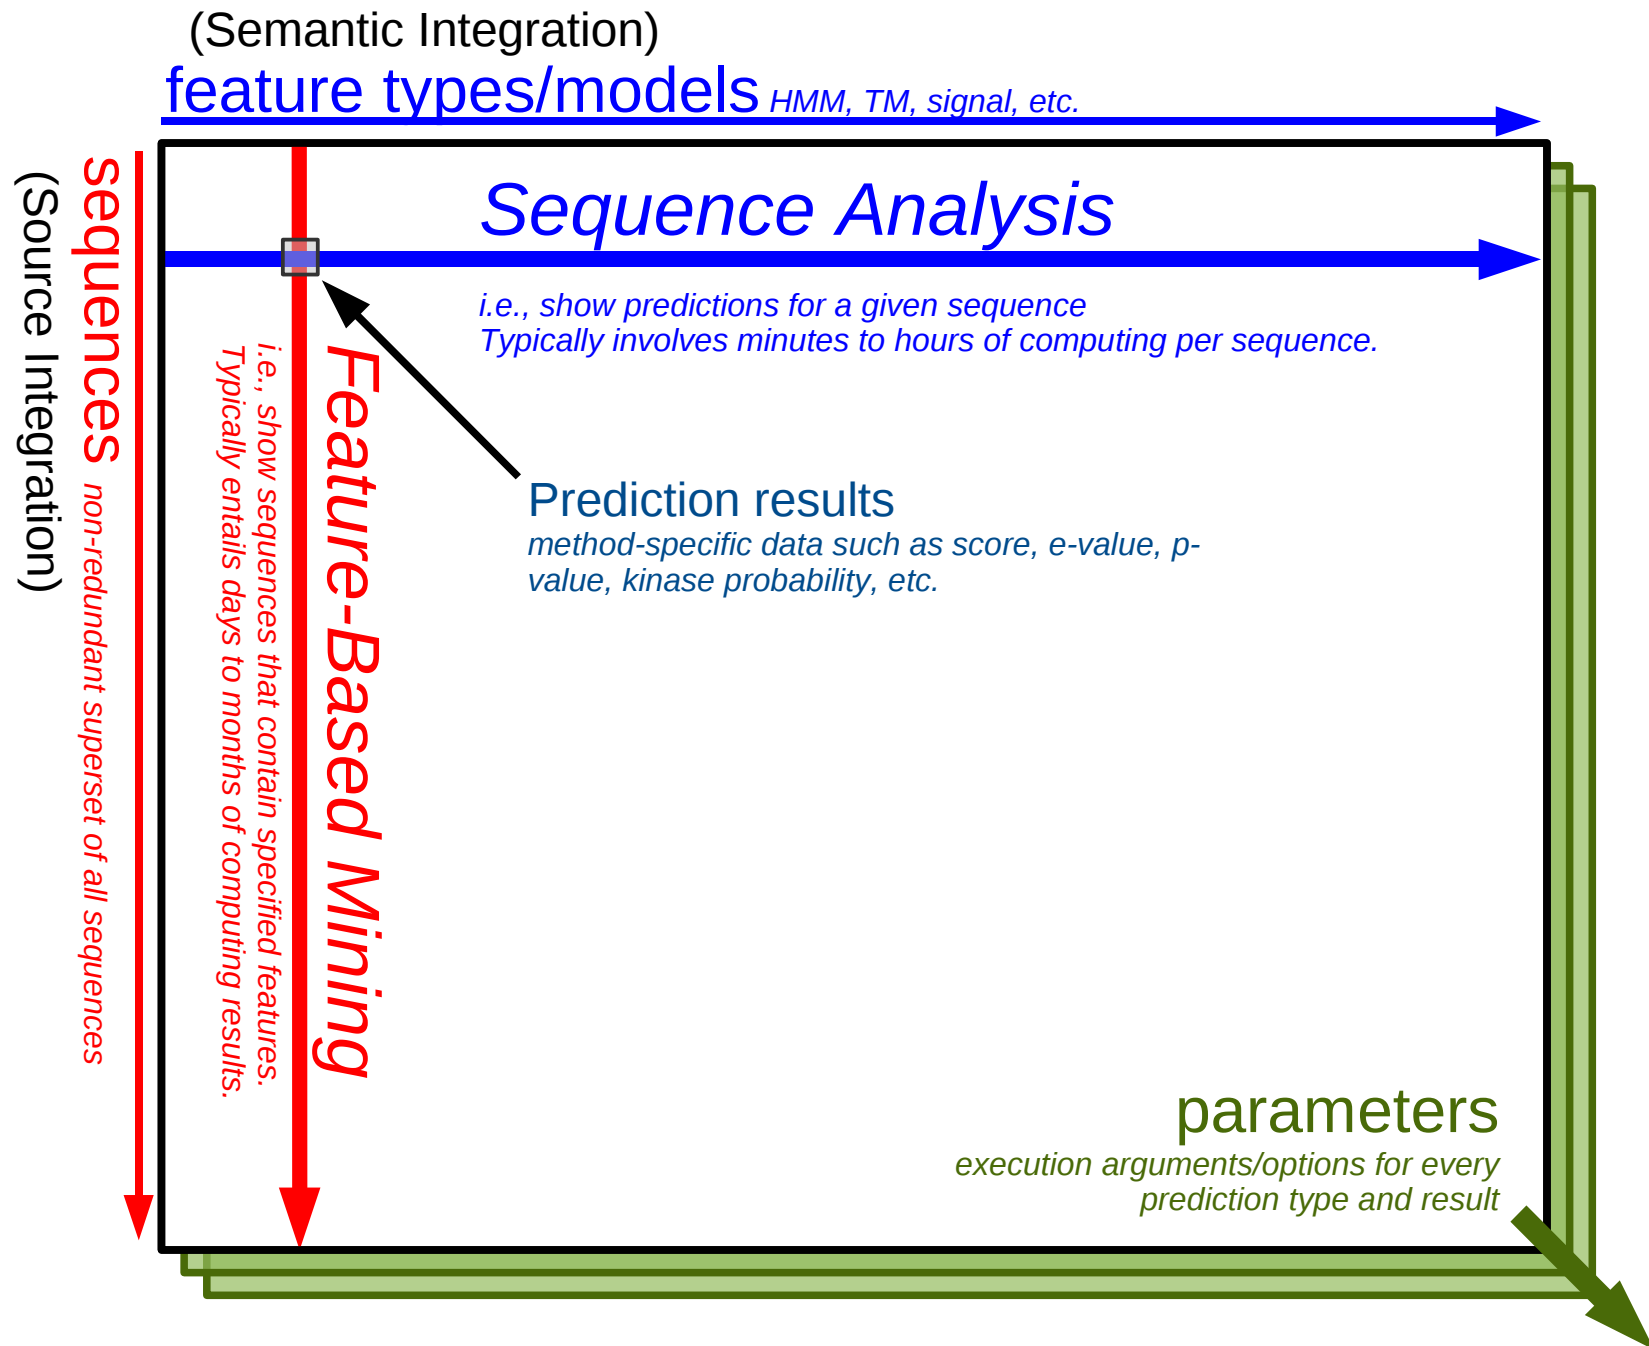 (Semantic Integration)
feature types/models HMM, TM, signal, etc.
(Source Integration)
sequences non-redundant superset of all sequences
Sequence Analysis
i.e., show predictions for a given sequence
Typically involves minutes to hours of computing per sequence.
Feature-Based Mining
i.e., show sequences that contain specified features.
Typically entails days to months of computing results.
Prediction results
method-specific data such as score, e-value, p-
value, kinase probability, etc.
parameters
execution arguments/options for every
prediction type and result